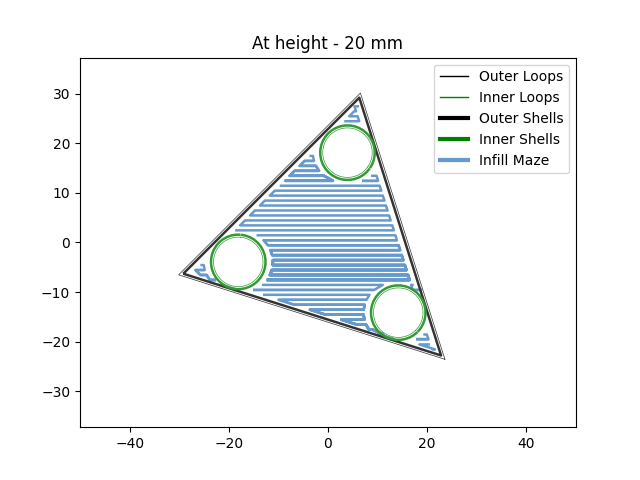 At height - 20 mm
Outer Loops
Inner Loops
Outer Shells
Inner Shells
Infill Maze
30
20
10
0
−10
−20
−30
−40 −20 0 20 40